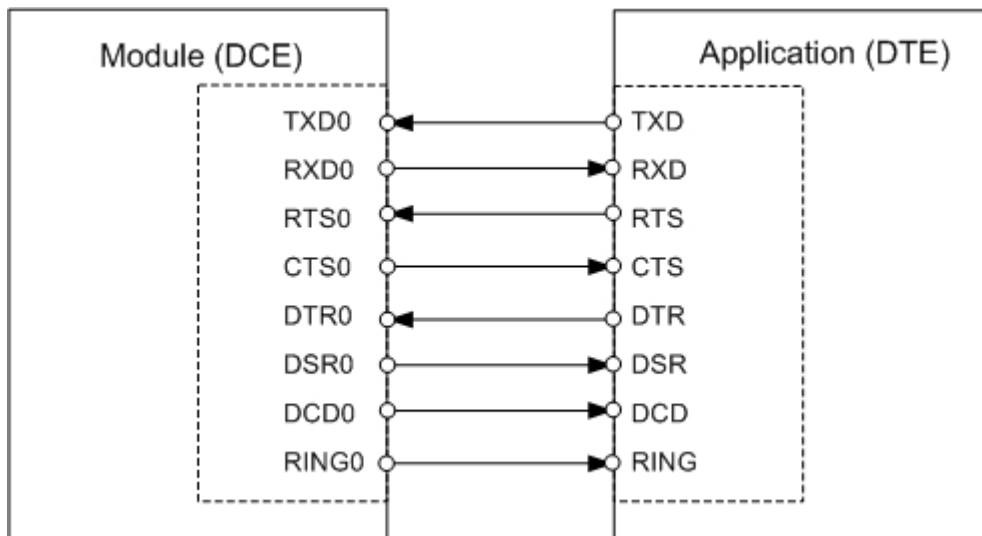 Module (DCE) Application (DTE)
TXD0 TXD
RXD0 RXD
RTS0 RTS
CTS0 CTS
DTR0 DTR
DSR0 DSR
DCD0 DCD
RING0 RING